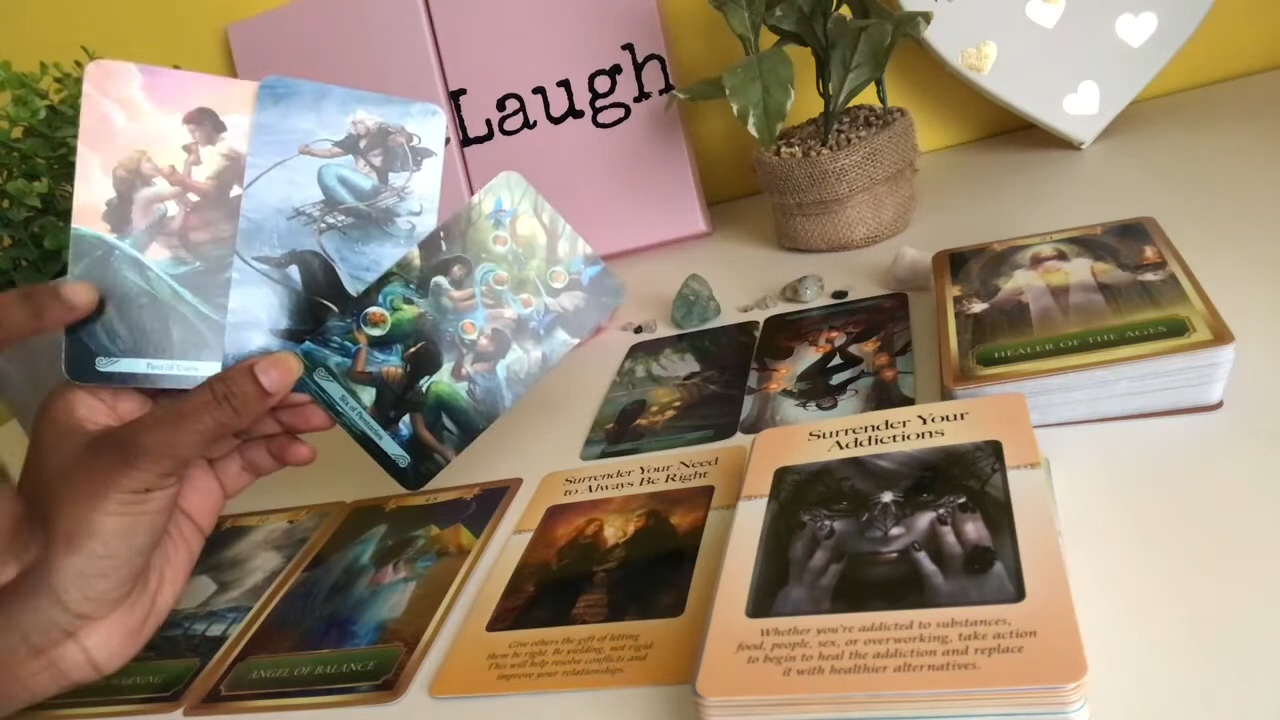 Laugh
Six of Pentacles
HEALER OF THE AGES
Surrender Your
Addictions
Whether you're addicted to substances,
food, people, sex, or overworking, take action
to begin to heal the addiction and replace
it with healthier alternatives.
Surrender Your Need
to Always Be Right
Give others the gift of letting
them be right. Be yielding, not rigid.
This will help resolve conflicts and
improve your relationships.
45
ANGEL OF BALANCE